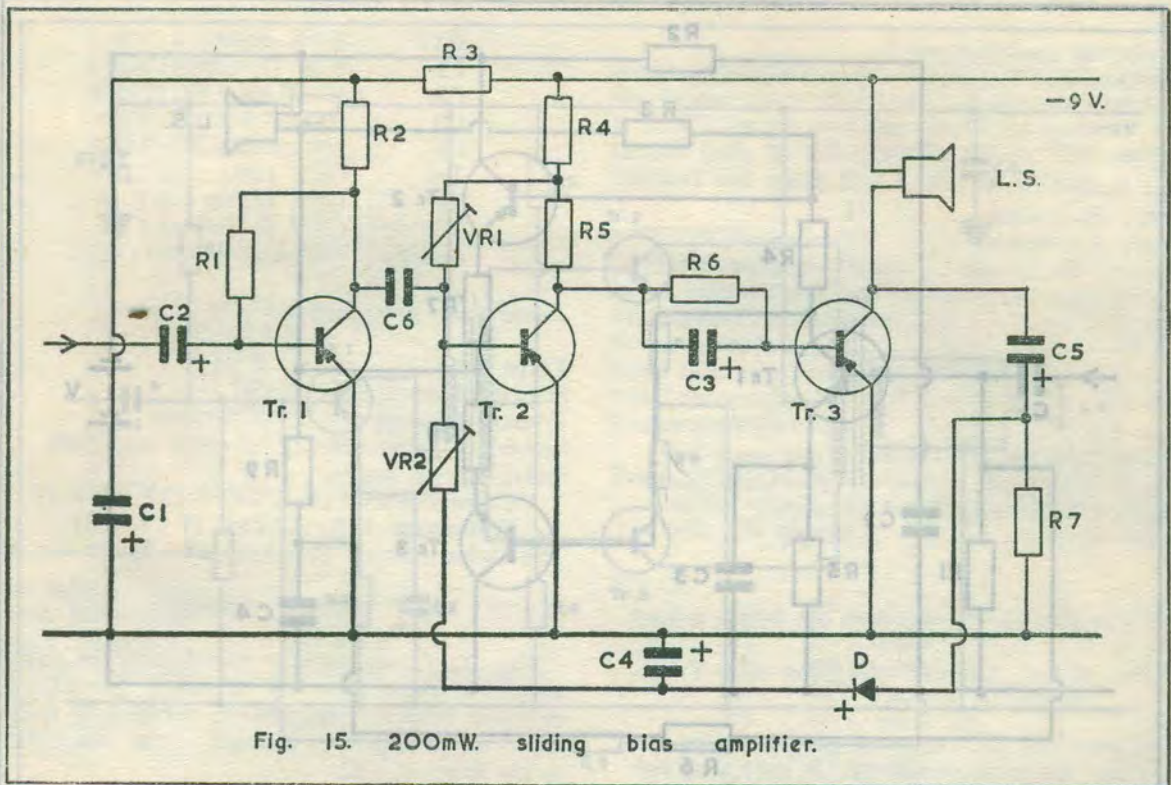 R 3
-9 V.
R2
R4
L. S.
VR1
R5
R1
R6
C2
+
C6
C3
+
C5
+
Tr. 1
Tr. 2
Tr. 3
VR2
C1
+
R7
C4
+
D
+
Fig. 15. 200mW. sliding bias amplifier.